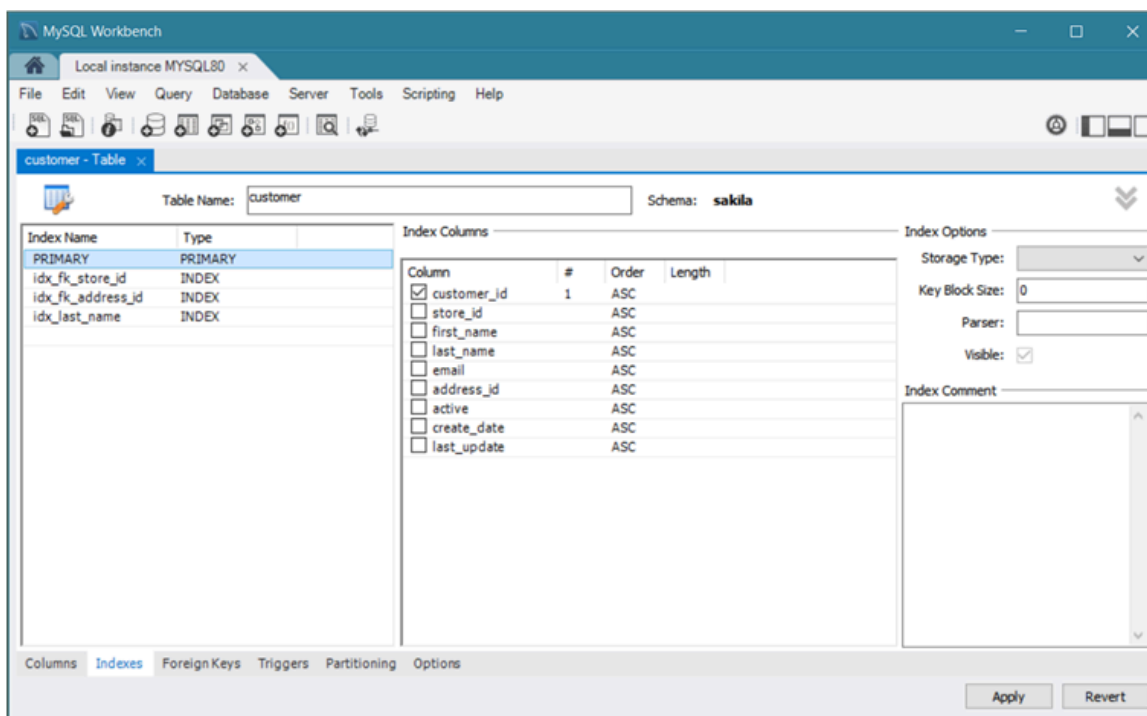 MySQL Workbench
Local instance MYSQL80
File Edit View Query Database Server Tools Scripting Help
customer - Table
Table Name: customer Schema: sakila
Index Name Type
PRIMARY PRIMARY
idx_fk_store_id INDEX
idx_fk_address_id INDEX
idx_last_name INDEX
Index Columns
Column # Order Length
customer_id 1 ASC
store_id ASC
first_name ASC
last_name ASC
email ASC
address_id ASC
active ASC
create_date ASC
last_update ASC
Index Options
Storage Type:
Key Block Size: 0
Parser:
Visible:
Index Comment
Columns Indexes Foreign Keys Triggers Partitioning Options
Apply Revert